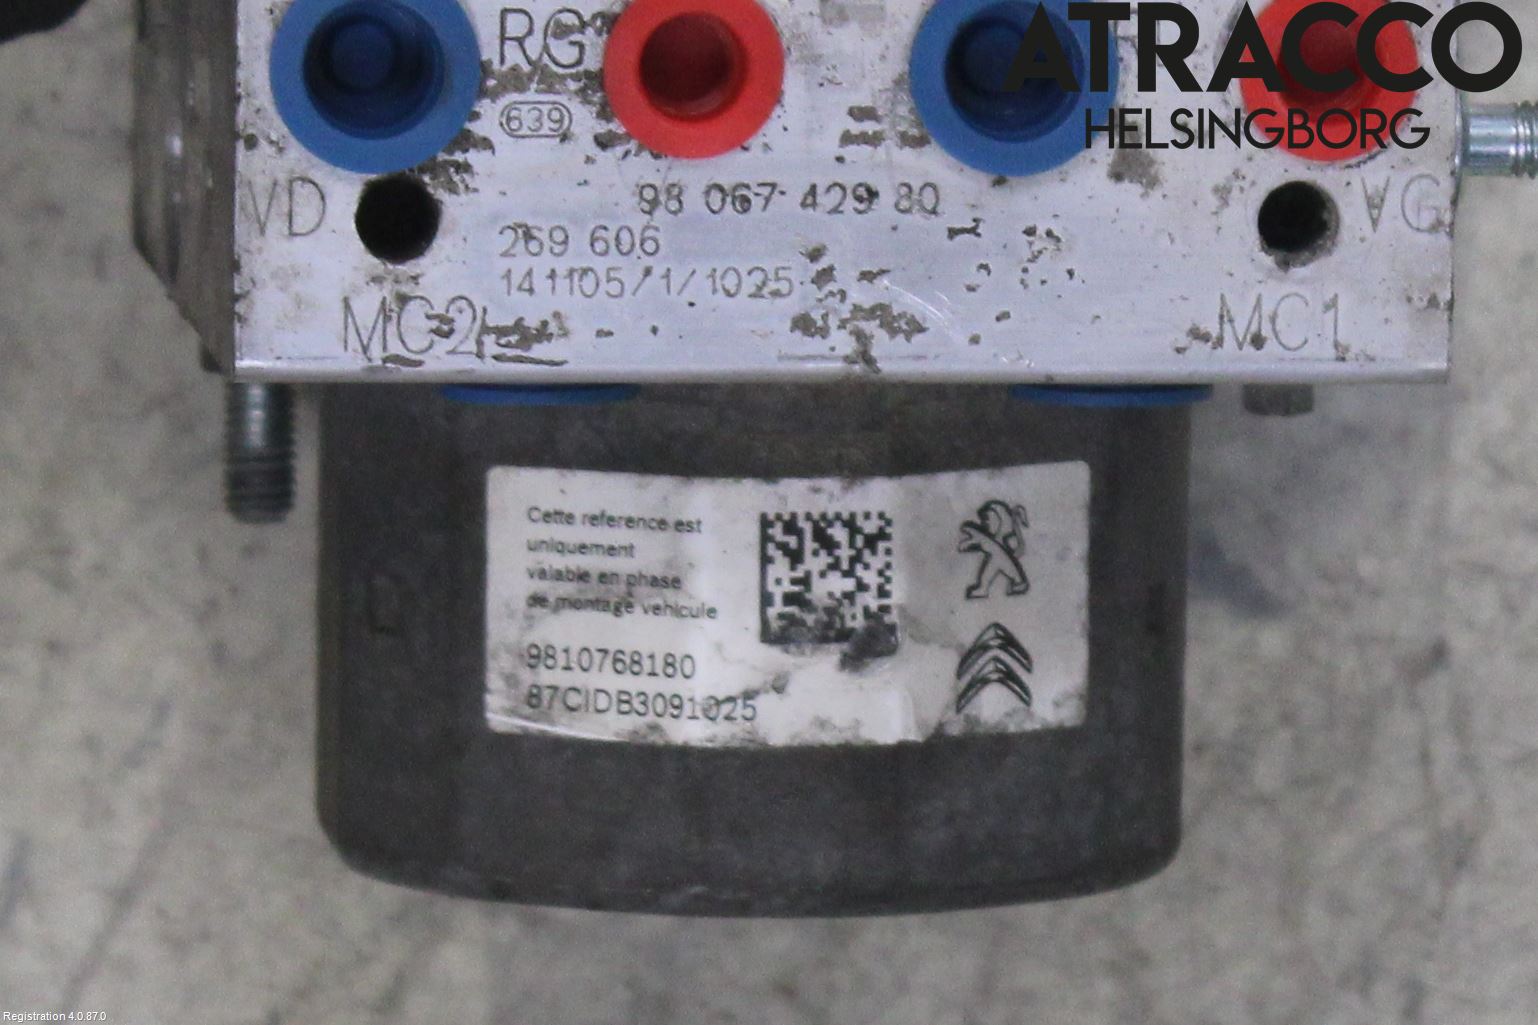 ATRACCO
HELSINGBORG
RG
639
VD
98 067 429 80
VG
269 606
141105/1/1025
MC2
MC1
Cette reference est
uniquement
valable en phase
de montage vehicule
9810768180
87CIDB3091025
Registration 4.0.87.0